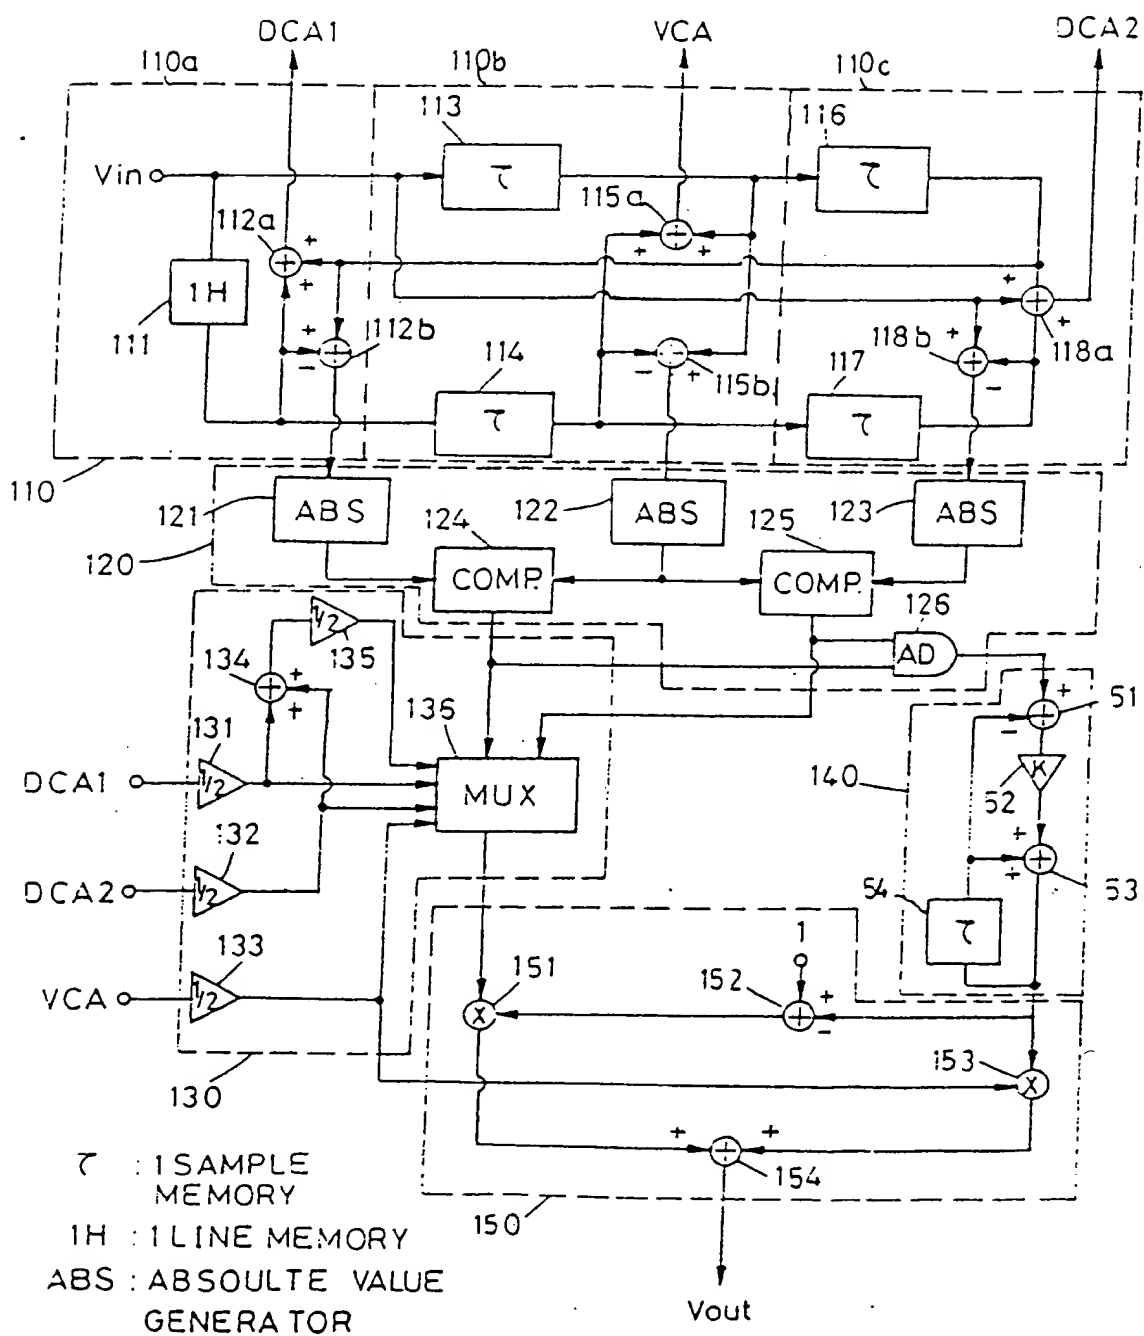 DCA1 VCA DCA2
110a 110b 110c
113 116
Vin τ τ
115a
112a + + + +
1H
111 + 112b 114 + 118b + 118a
- - + 115b 117 -
τ τ
110
121 ABS 122 ABS 123 ABS
124 125
120 COMP. COMP.
126
1/2 135
AD
134 + +
136 + 51
131 -
DCA1 1/2 MUX 140 K
52
132 +
DCA2 1/2 + 53
54
133 1 τ
VCA 1/2 151 152 +
X -
153
130 X
+ +
154
150
τ : 1 SAMPLE
MEMORY
1H : 1 LINE MEMORY
ABS : ABSOULTE VALUE
GENERATOR
Vout